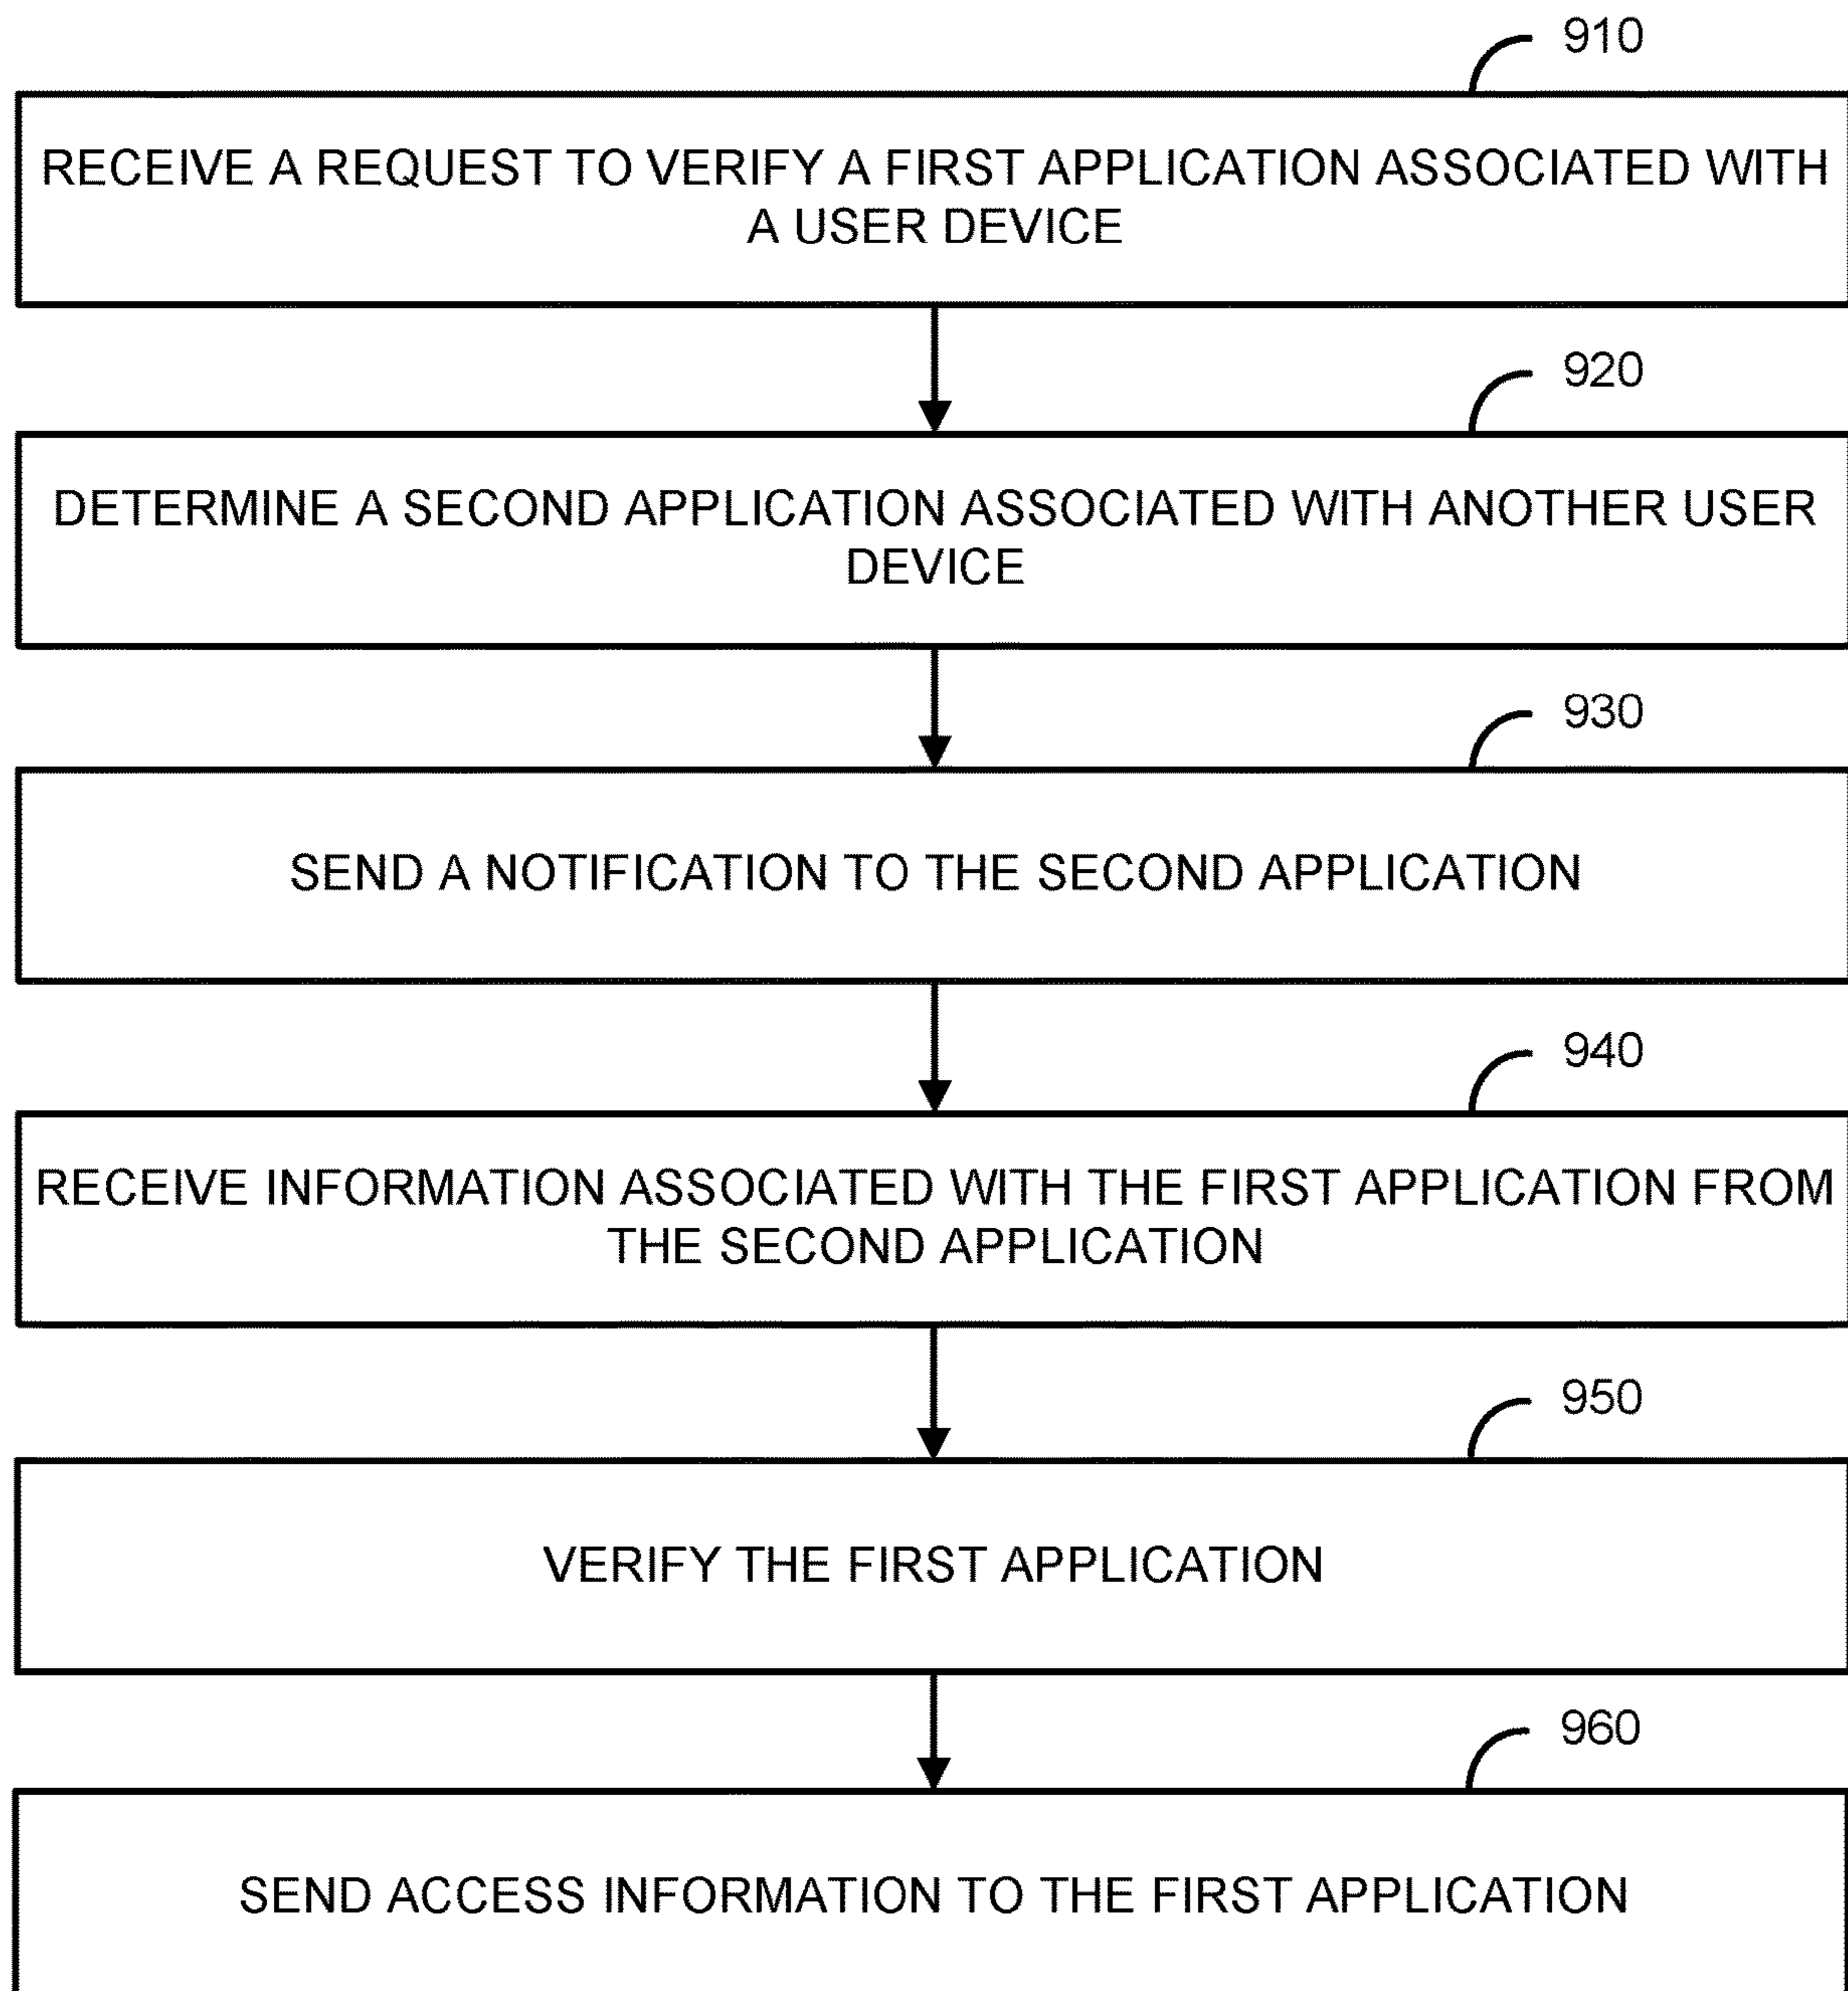 910
RECEIVE A REQUEST TO VERIFY A FIRST APPLICATION ASSOCIATED WITH
A USER DEVICE
920
DETERMINE A SECOND APPLICATION ASSOCIATED WITH ANOTHER USER
DEVICE
930
SEND A NOTIFICATION TO THE SECOND APPLICATION
940
RECEIVE INFORMATION ASSOCIATED WITH THE FIRST APPLICATION FROM
THE SECOND APPLICATION
950
VERIFY THE FIRST APPLICATION
960
SEND ACCESS INFORMATION TO THE FIRST APPLICATION